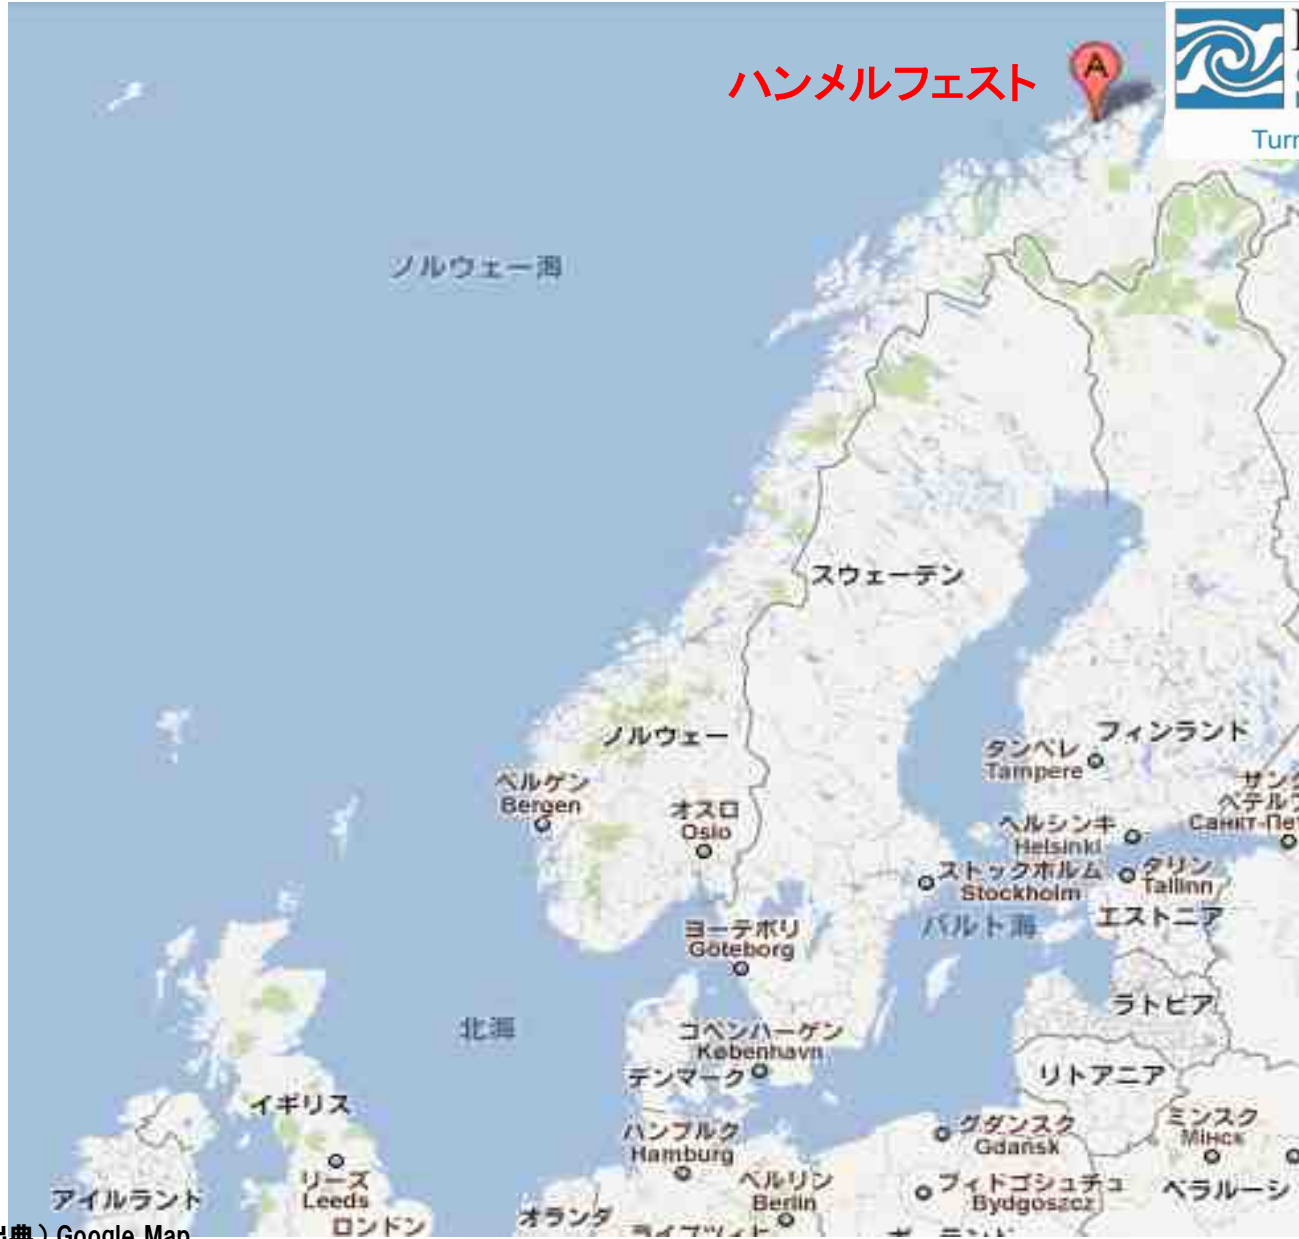 ハンメルフェスト
A
Turn
ノルウェー海
スウェーデン
ノルウェー
フィンランド
タンペレ
Tampere
ベルゲン
Bergen
オスロ
Oslo
ヘルシンキ
Helsinki
ストックホルム
Stockholm
タリン
Tallinn
エストニア
バルト海
ヨーテボリ
Göteborg
ラトビア
北海
コペンハーゲン
København
デンマーク
リトアニア
イギリス
ハンブルク
Hamburg
グダンスク
Gdańsk
ミンスク
Мінск
リーズ
Leeds
ベルリン
Berlin
ブィドゴシュチュ
Bydgoszcz
ベラルーシ
アイルランド
ロンドン
オランダ
典) Google Map